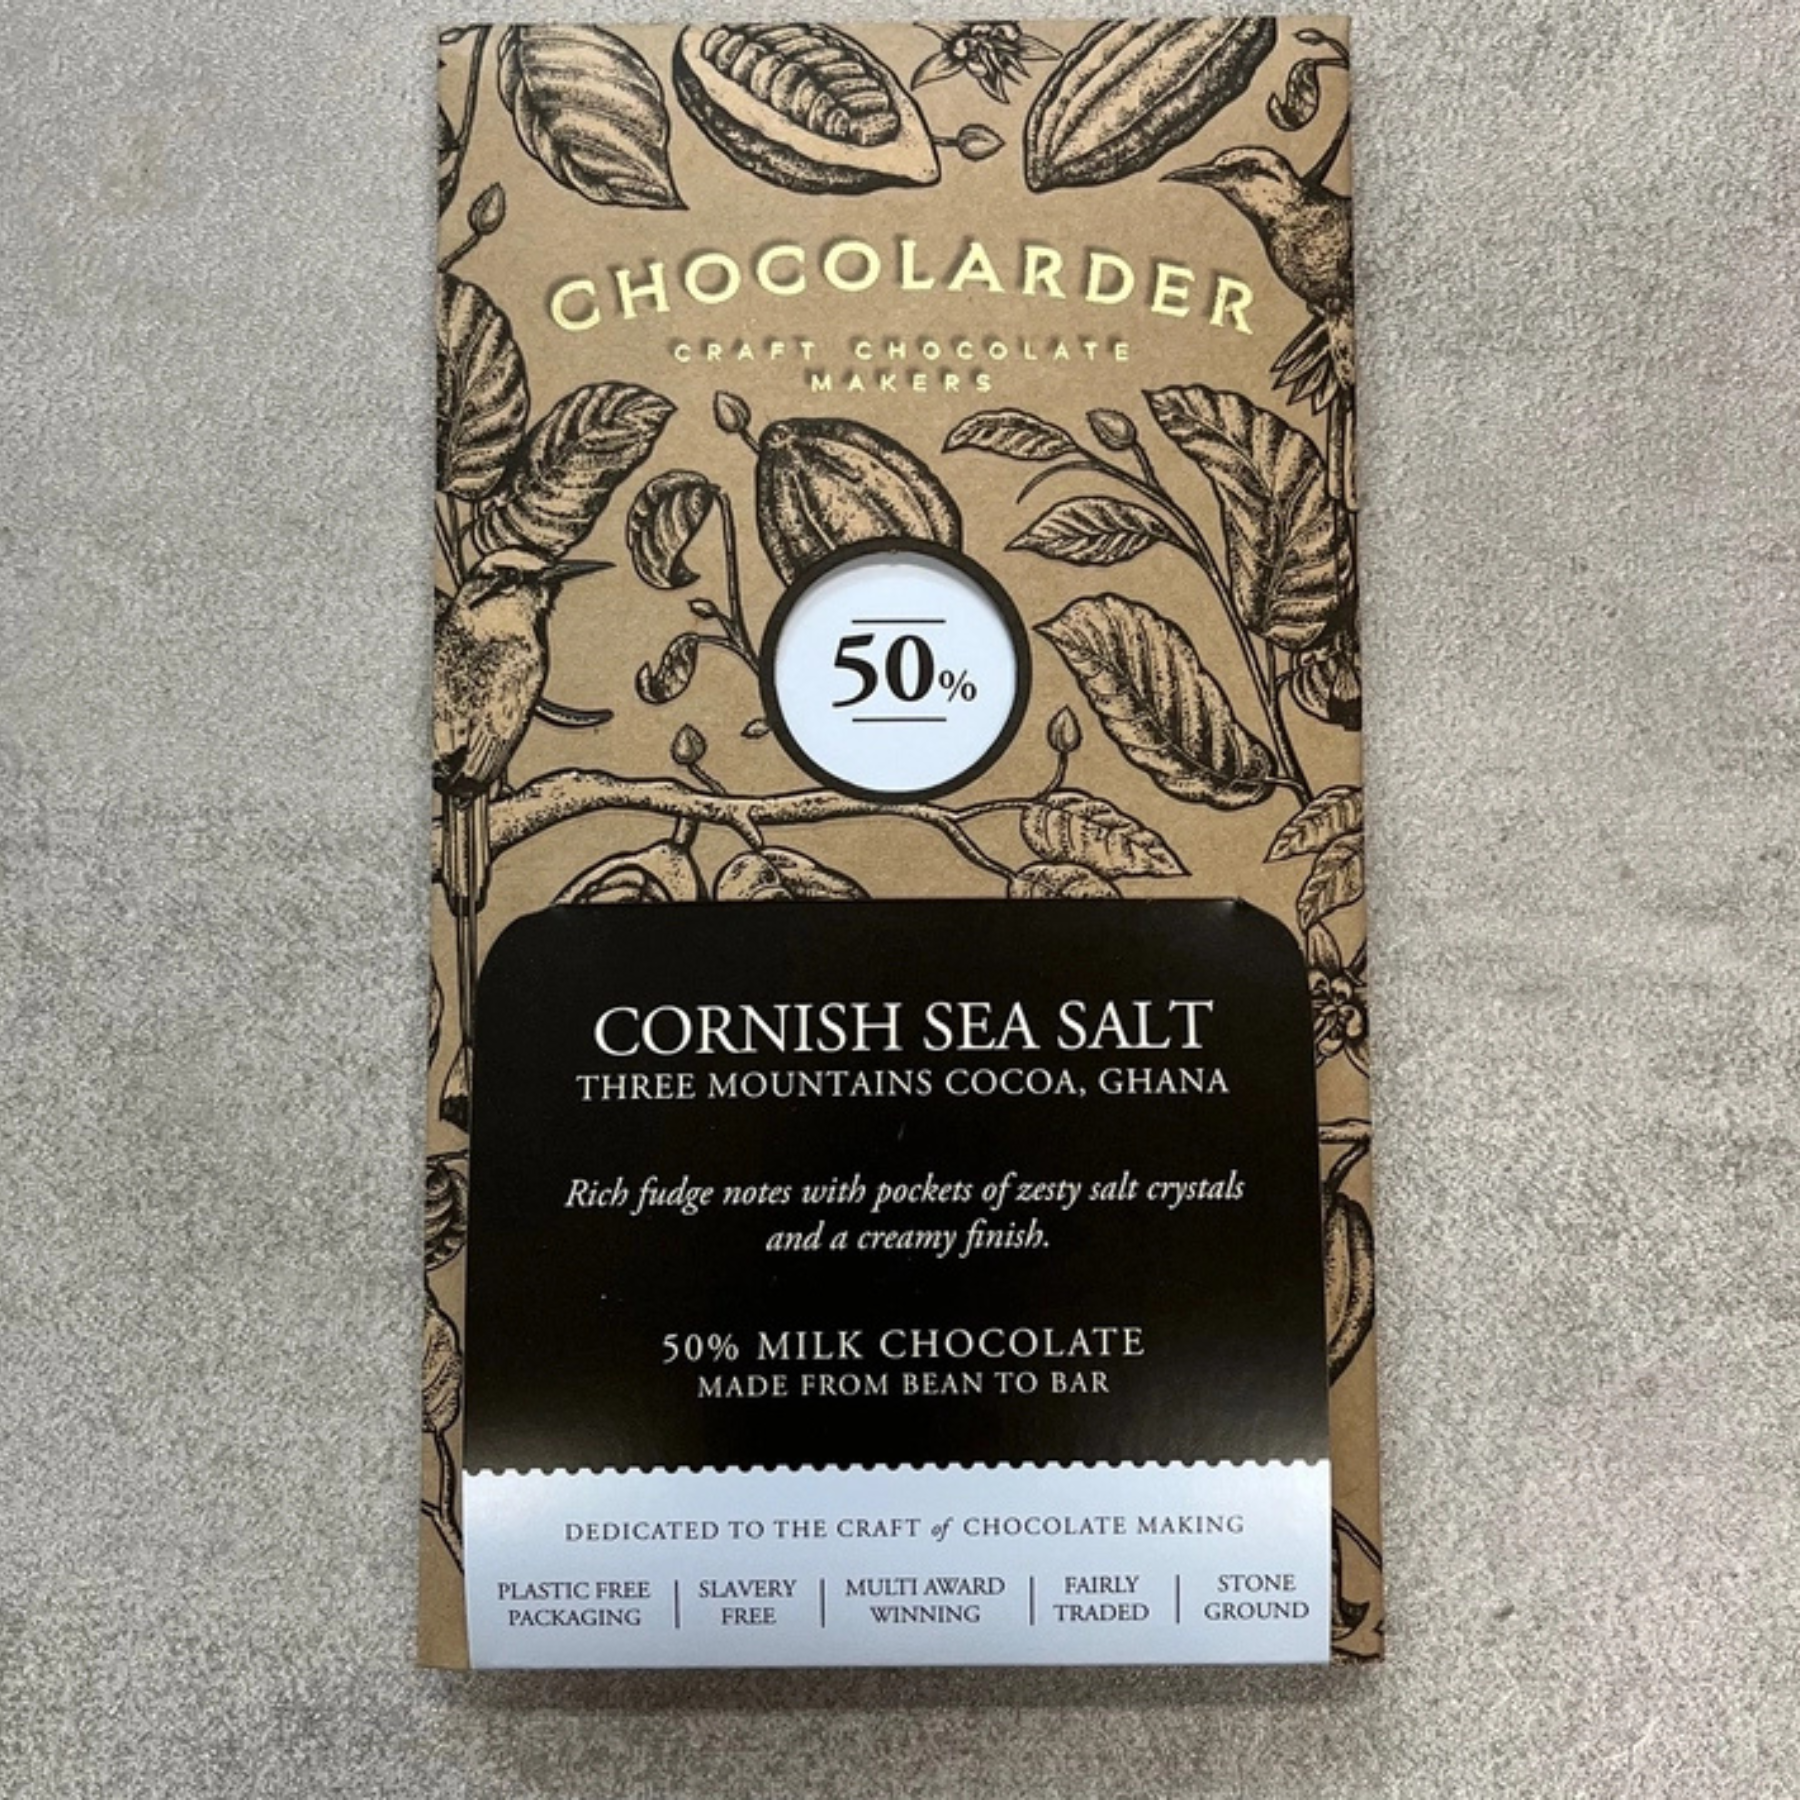 CHOCOLARDER
CRAFT CHOCOLATE
MAKERS
50%
CORNISH SEA SALT
THREE MOUNTAINS COCOA, GHANA
Rich fudge notes with pockets of zesty salt crystals
and a creamy finish.
50% MILK CHOCOLATE
MADE FROM BEAN TO BAR
DEDICATED TO THE CRAFT of CHOCOLATE MAKING
PLASTIC FREE
PACKAGING
SLAVERY
FREE
MULTI AWARD
WINNING
FAIRLY
TRADED
STONE
GROUND